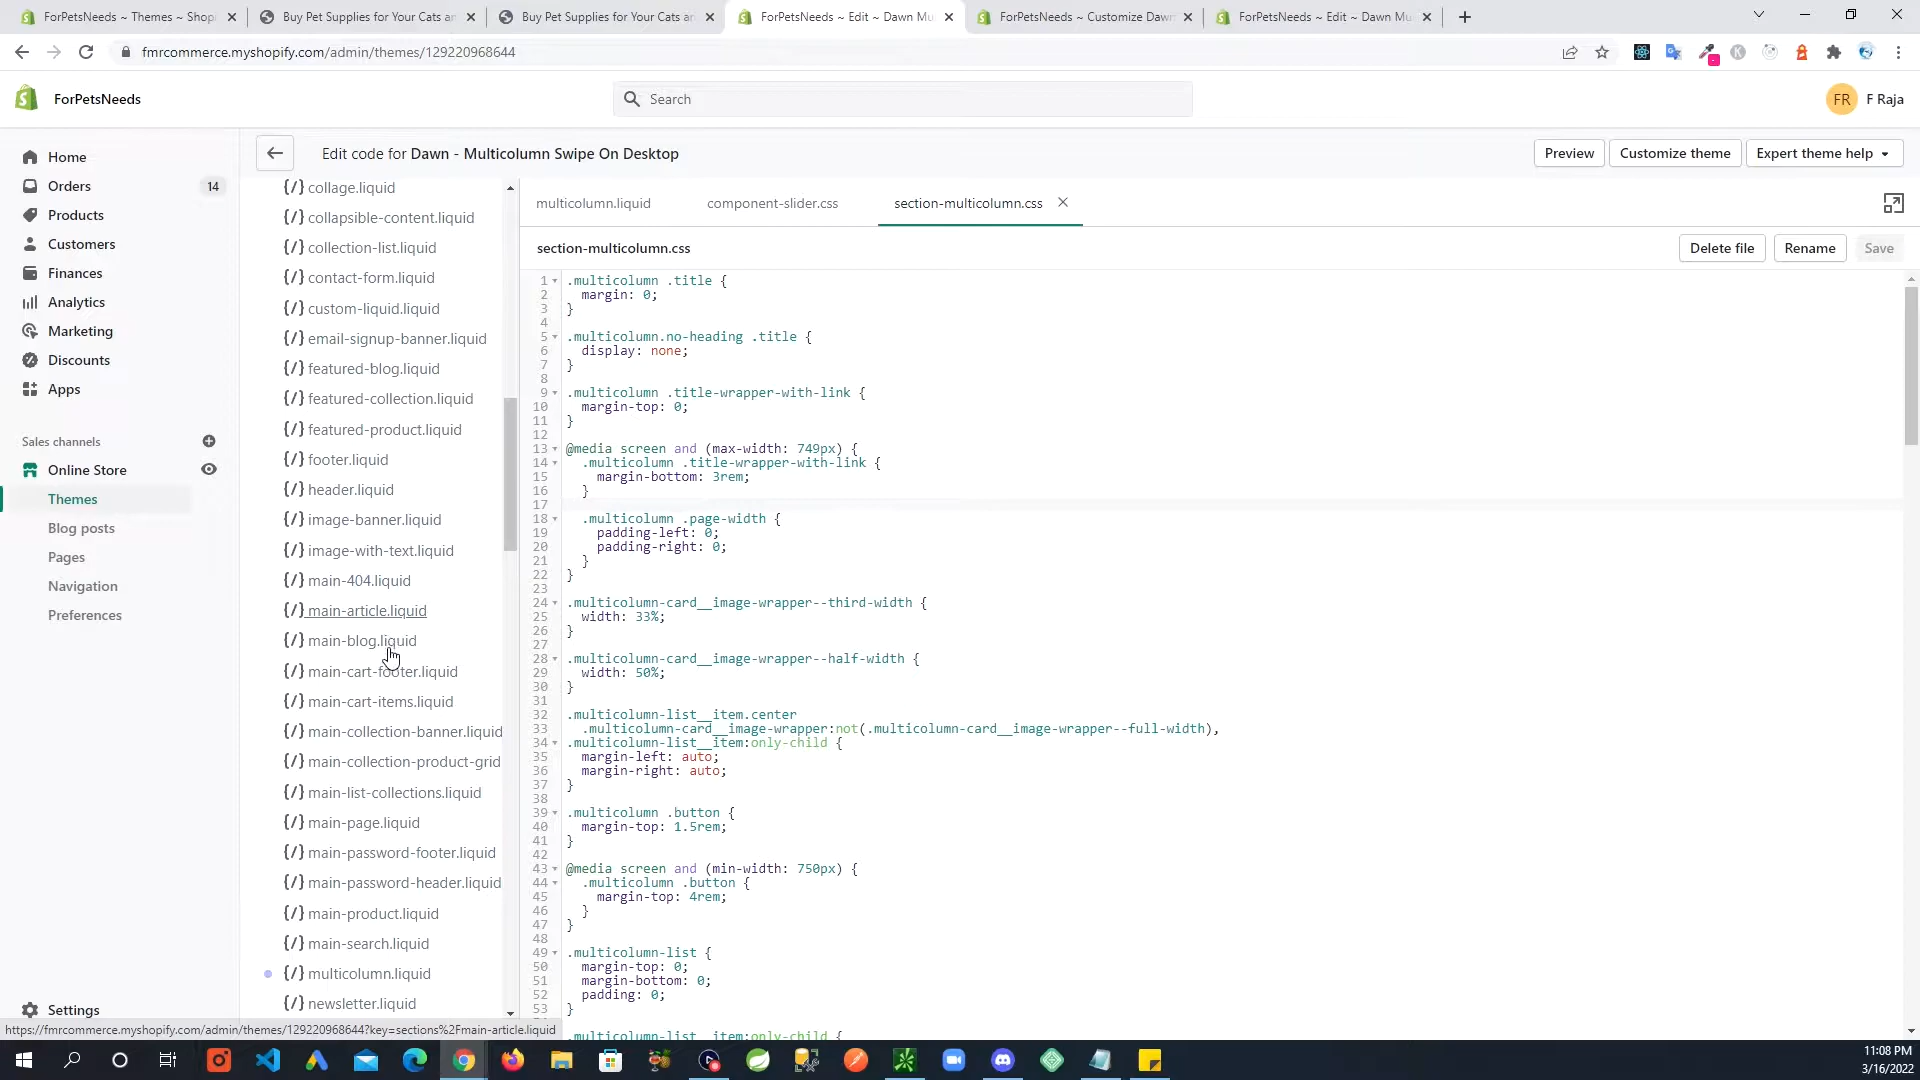 ForPetsNeeds ~ Themes ~ Shop
Buy Pet Supplies for Your Cats an
Buy Pet Supplies for Your Cats an
ForPetsNeeds ~ Edit ~ Dawn Mu
ForPetsNeeds ~ Customize Dawn
ForPetsNeeds ~ Edit ~ Dawn Mu
fmrcommerce.myshopify.com/admin/themes/129220968644
ForPetsNeeds
Search
FR
F Raja
Edit code for Dawn - Multicolumn Swipe On Desktop
Preview
Customize theme
Expert theme help
Home
Orders
14
Products
Customers
Finances
Analytics
Marketing
Discounts
Apps
Sales channels
Online Store
Themes
Blog posts
Pages
Navigation
Preferences
Settings
{/} collage.liquid
{/} collapsible-content.liquid
{/} collection-list.liquid
{/} contact-form.liquid
{/} custom-liquid.liquid
{/} email-signup-banner.liquid
{/} featured-blog.liquid
{/} featured-collection.liquid
{/} featured-product.liquid
{/} footer.liquid
{/} header.liquid
{/} image-banner.liquid
{/} image-with-text.liquid
{/} main-404.liquid
{/} main-article.liquid
{/} main-blog.liquid
{/} main-cart-footer.liquid
{/} main-cart-items.liquid
{/} main-collection-banner.liquid
{/} main-collection-product-grid
{/} main-list-collections.liquid
{/} main-page.liquid
{/} main-password-footer.liquid
{/} main-password-header.liquid
{/} main-product.liquid
{/} main-search.liquid
{/} multicolumn.liquid
{/} newsletter.liquid
multicolumn.liquid
component-slider.css
section-multicolumn.css
section-multicolumn.css
Delete file
Rename
Save
1 .multicolumn .title {
2 margin: 0;
3 }
4
5 .multicolumn.no-heading .title {
6 display: none;
7 }
8
9 .multicolumn .title-wrapper-with-link {
10 margin-top: 0;
11 }
12
13 @media screen and (max-width: 749px) {
14 .multicolumn .title-wrapper-with-link {
15 margin-bottom: 3rem;
16 }
17
18 .multicolumn .page-width {
19 padding-left: 0;
20 padding-right: 0;
21 }
22 }
23
24 .multicolumn-card__image-wrapper--third-width {
25 width: 33%;
26 }
27
28 .multicolumn-card__image-wrapper--half-width {
29 width: 50%;
30 }
31
32 .multicolumn-list__item.center
33 .multicolumn-card__image-wrapper:not(.multicolumn-card__image-wrapper--full-width),
34 .multicolumn-list__item:only-child {
35 margin-left: auto;
36 margin-right: auto;
37 }
38
39 .multicolumn .button {
40 margin-top: 1.5rem;
41 }
42
43 @media screen and (min-width: 750px) {
44 .multicolumn .button {
45 margin-top: 4rem;
46 }
47 }
48
49 .multicolumn-list {
50 margin-top: 0;
51 margin-bottom: 0;
52 padding: 0;
53 }
.multicolumn-list__item:only-child {
https://fmrcommerce.myshopify.com/admin/themes/129220968644?key=sections%2Fmain-article.liquid
11:08 PM
3/16/2022